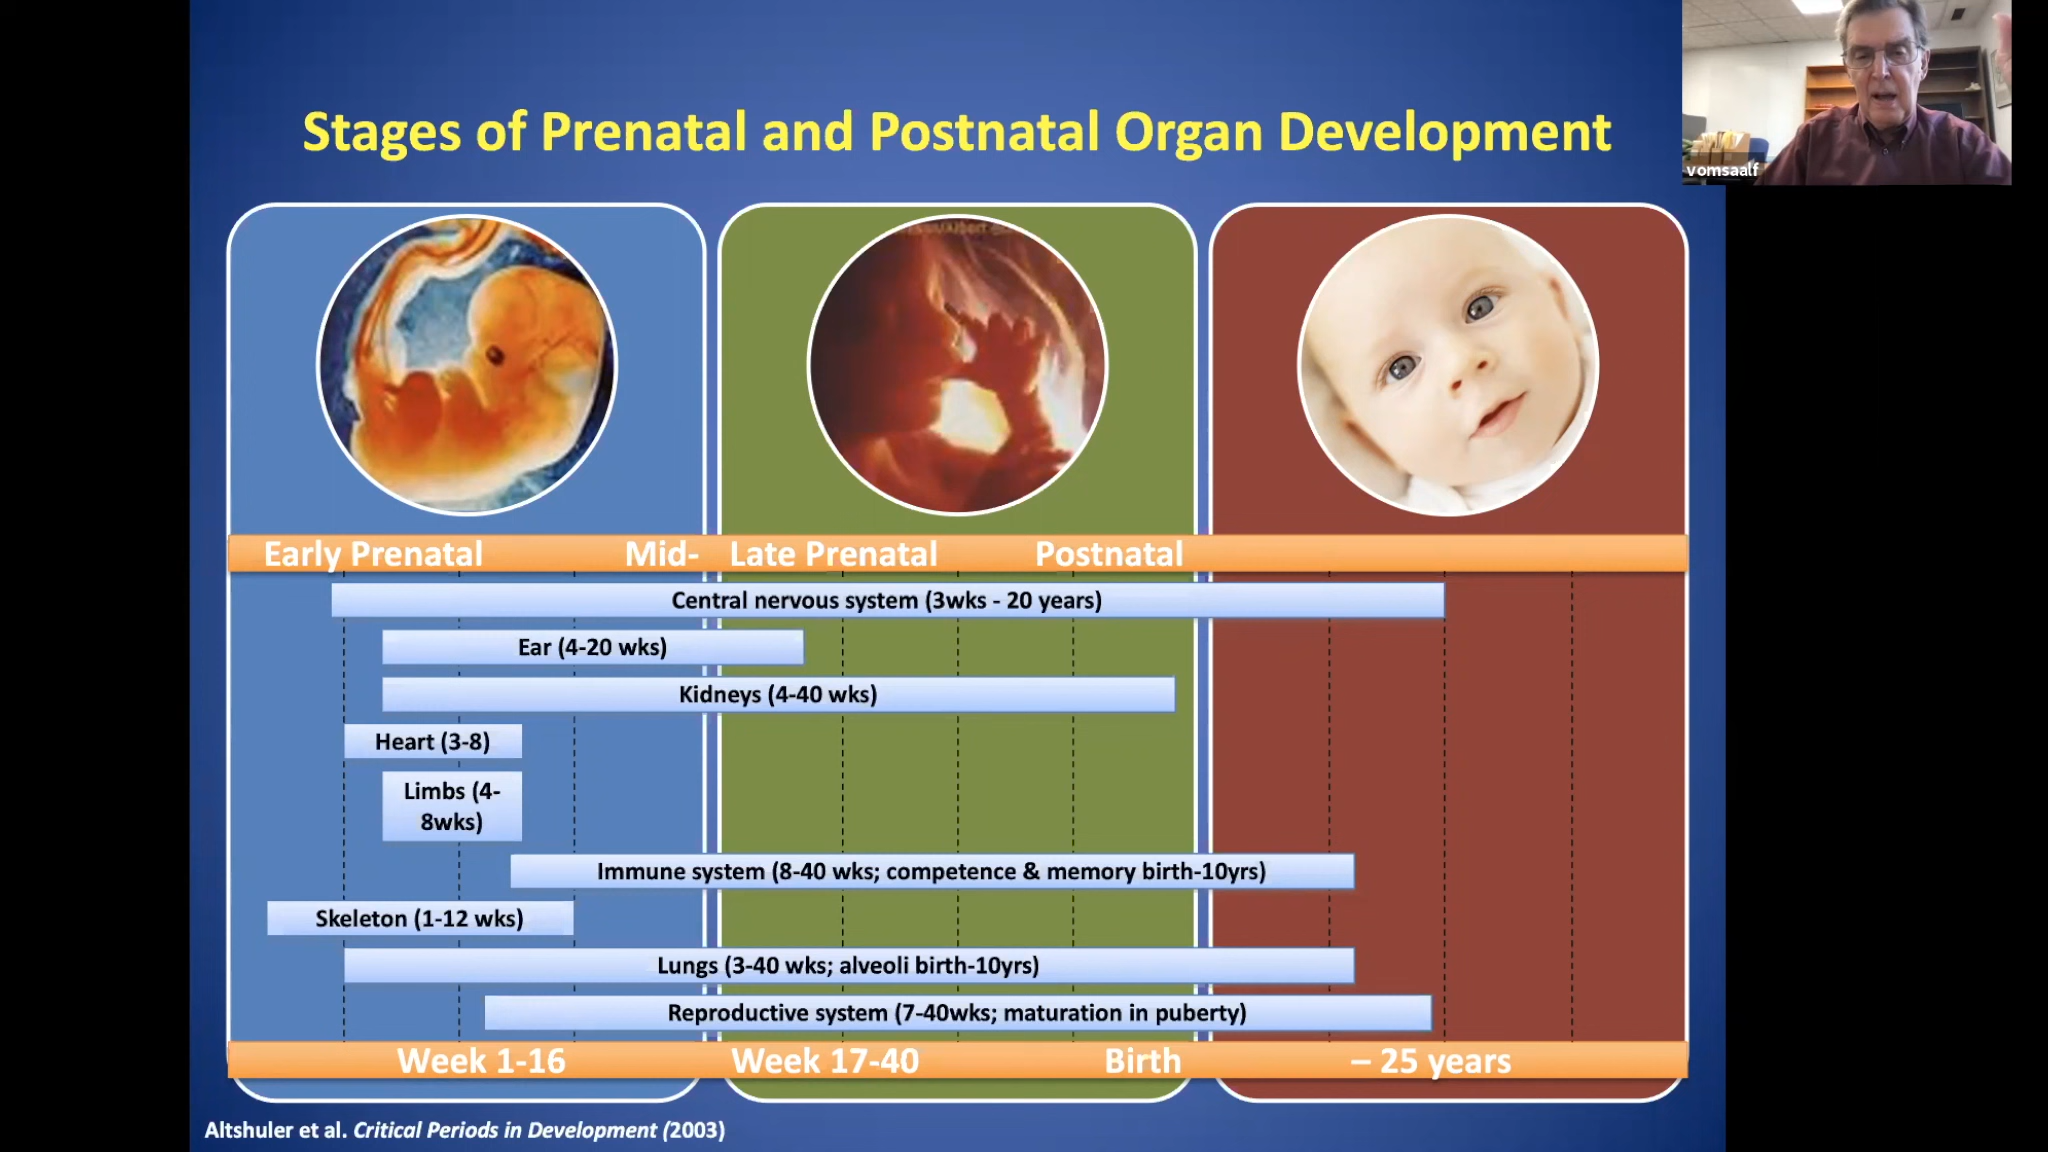 Stages of Prenatal and Postnatal Organ Development
vomsaalf
Early Prenatal Mid- Late Prenatal Postnatal
Central nervous system (3wks - 20 years)
Ear (4-20 wks)
Kidneys (4-40 wks)
Heart (3-8)
Limbs (4-
8wks)
Immune system (8-40 wks; competence & memory birth-10yrs)
Skeleton (1-12 wks)
Lungs (3-40 wks; alveoli birth-10yrs)
Reproductive system (7-40wks; maturation in puberty)
Week 1-16 Week 17-40 Birth – 25 years
Altshuler et al. Critical Periods in Development (2003)